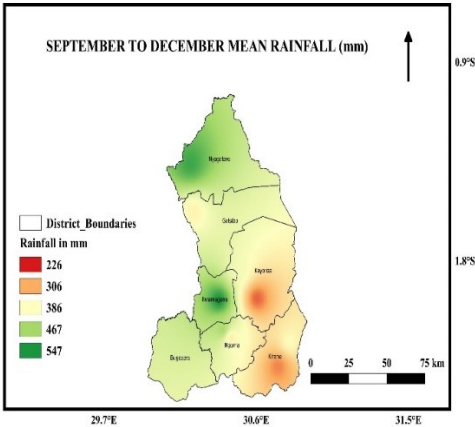 SEPTEMBER TO DECEMBER MEAN RAINFALL (mm)
0.9°S
Nyagatare
Gatsibo
Kayonza
Rwamagana
Ngoma
Bugesera
Kirehe
District_Boundaries
Rainfall in mm
226
306
386
467
547
1.8°S
0 25 50 75 km
29.7°E 30.6°E 31.5°E